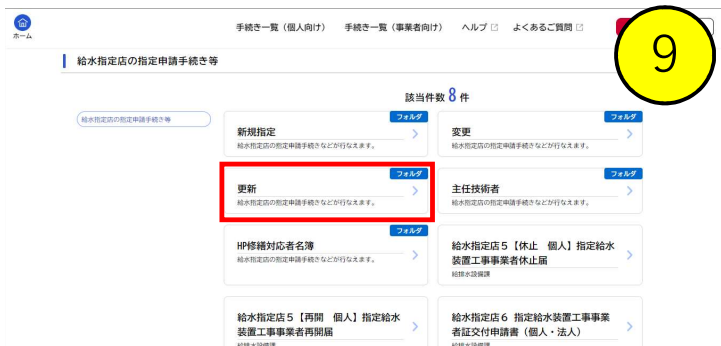 ホーム
手続き一覧（個人向け） 手続き一覧（事業者向け） ヘルプ よくあるご質問
9
給水指定店の指定申請手続き等
該当件数 8 件
給水指定店の指定申請手続き等
フォルダ
新規指定
給水指定店の指定申請手続きなどが行なえます。
フォルダ
変更
給水指定店の指定申請手続きなどが行なえます。
フォルダ
更新
給水指定店の指定申請手続きなどが行なえます。
フォルダ
主任技術者
給水指定店の指定申請手続きなどが行なえます。
フォルダ
HP修繕対応者名簿
給水指定店の指定申請手続きなどが行なえます。
給水指定店５【休止　個人】指定給水
装置工事事業者休止届
給排水設備課
給水指定店５【再開　個人】指定給水
装置工事事業者再開届
給排水設備課
給水指定店６ 指定給水装置工事事業
者証交付申請書（個人・法人）
給排水設備課